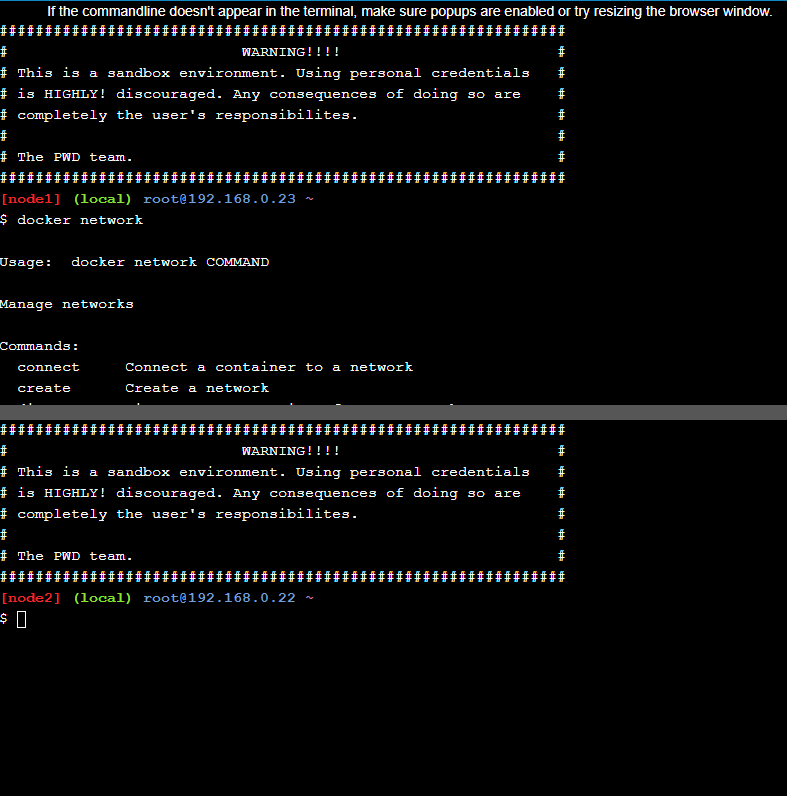 If the commandline doesn't appear in the terminal, make sure popups are enabled or try resizing the browser window.
###############################################################
#                          WARNING!!!!                        #
# This is a sandbox environment. Using personal credentials   #
# is HIGHLY! discouraged. Any consequences of doing so are    #
# completely the user's responsibilites.                      #
#                                                             #
# The PWD team.                                               #
###############################################################
[node1] (local) root@192.168.0.23 ~
$ docker network

Usage:  docker network COMMAND

Manage networks

Commands:
  connect     Connect a container to a network
  create      Create a network
###############################################################
#                          WARNING!!!!                        #
# This is a sandbox environment. Using personal credentials   #
# is HIGHLY! discouraged. Any consequences of doing so are    #
# completely the user's responsibilites.                      #
#                                                             #
# The PWD team.                                               #
###############################################################
[node2] (local) root@192.168.0.22 ~
$